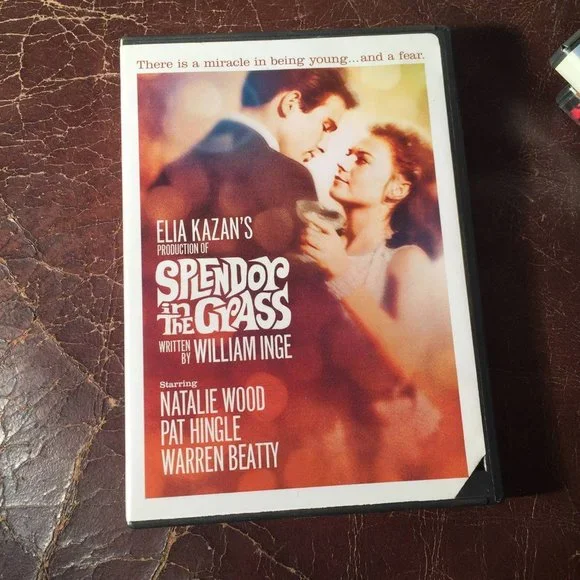 There is a miracle in being young...and a fear.
ELIA KAZAN'S
PRODUCTION OF
SPLENDOR
in
THE GRASS
WRITTEN BY WILLIAM INGE
Starring
NATALIE WOOD
PAT HINGLE
WARREN BEATTY